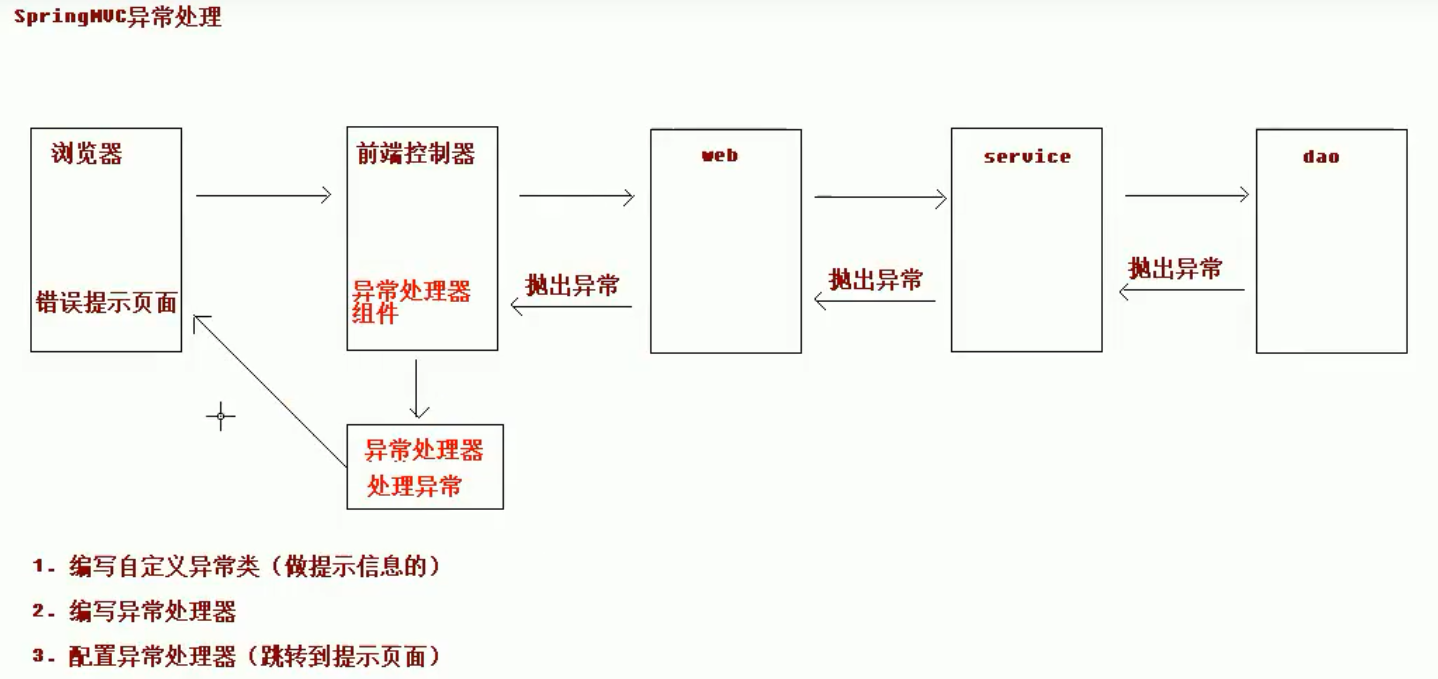 SpringMVC异常处理
浏览器
前端控制器
web
service
dao
抛出异常
抛出异常
抛出异常
错误提示页面
异常处理器
组件
异常处理器
处理异常
1. 编写自定义异常类（做提示信息的）
2. 编写异常处理器
3. 配置异常处理器（跳转到提示页面）